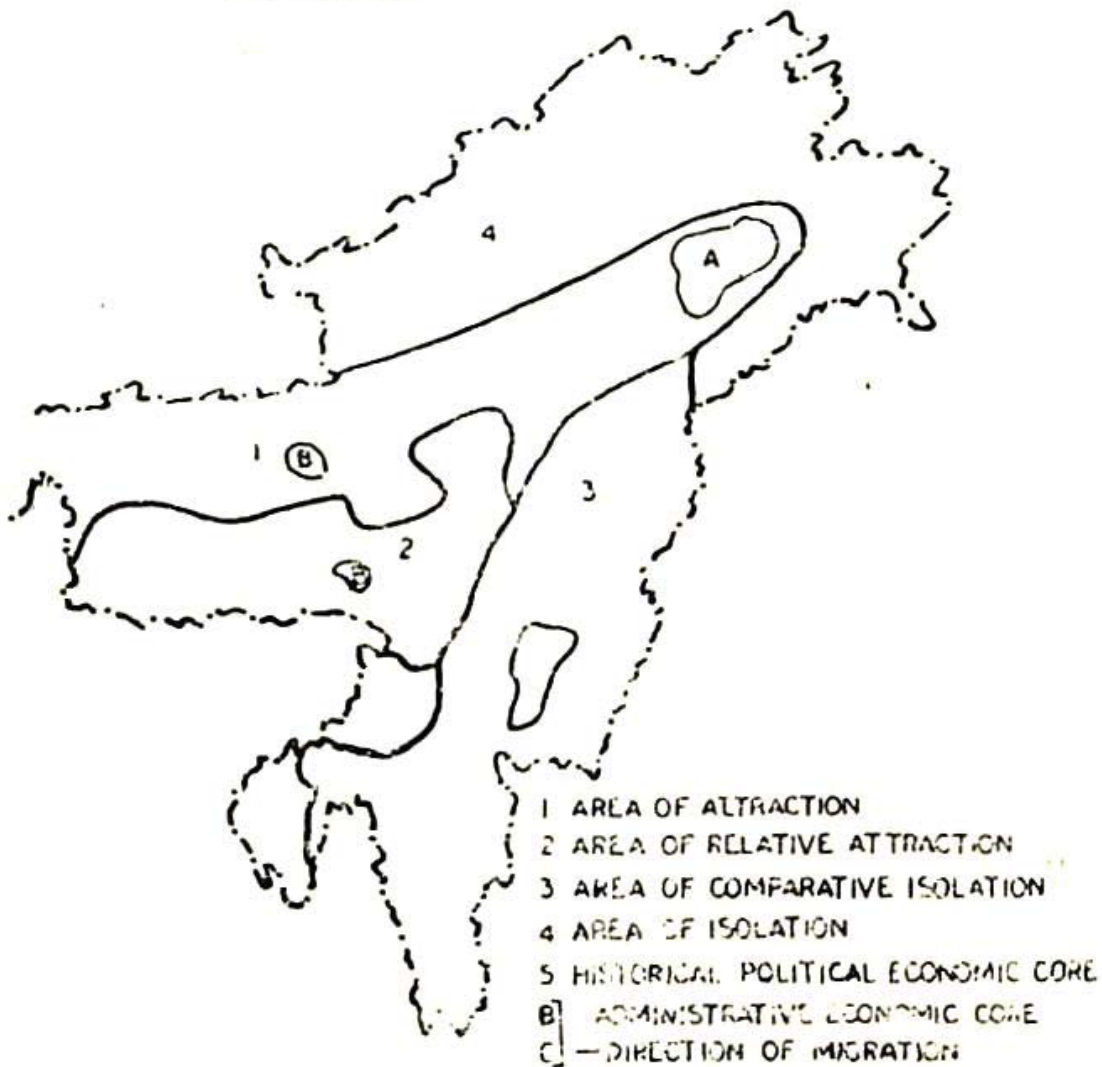 4
A
1
B
3
2
1 AREA OF ATTRACTION
2 AREA OF RELATIVE ATTRACTION
3 AREA OF COMPARATIVE ISOLATION
4 AREA OF ISOLATION
5 HISTORICAL POLITICAL ECONOMIC CORE
B] ADMINISTRATIVE ECONOMIC CORE
C] — DIRECTION OF MIGRATION